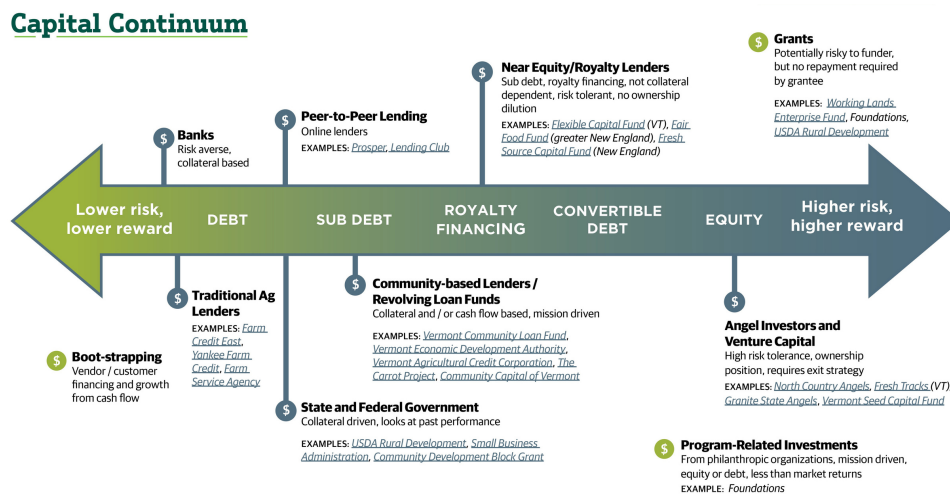 Capital Continuum
Grants
Potentially risky to funder,
but no repayment required
by grantee
EXAMPLES: Working Lands
Enterprise Fund, Foundations,
USDA Rural Development
Near Equity/Royalty Lenders
Sub debt, royalty financing, not collateral
dependent, risk tolerant, no ownership
dilution
EXAMPLES: Flexible Capital Fund (VT), Fair
Food Fund (greater New England), Fresh
Source Capital Fund (New England)
Peer-to-Peer Lending
Online lenders
EXAMPLES: Prosper, Lending Club
Banks
Risk averse,
collateral based
Lower risk,
lower reward
DEBT
SUB DEBT
ROYALTY
FINANCING
CONVERTIBLE
DEBT
EQUITY
Higher risk,
higher reward
Traditional Ag
Lenders
EXAMPLES: Farm
Credit East,
Yankee Farm
Credit, Farm
Service Agency
Community-based Lenders /
Revolving Loan Funds
Collateral and / or cash flow based, mission driven
EXAMPLES: Vermont Community Loan Fund,
Vermont Economic Development Authority,
Vermont Agricultural Credit Corporation, The
Carrot Project, Community Capital of Vermont
Angel Investors and
Venture Capital
High risk tolerance, ownership
position, requires exit strategy
EXAMPLES: North Country Angels, Fresh Tracks (VT)
Granite State Angels, Vermont Seed Capital Fund
Boot-strapping
Vendor / customer
financing and growth
from cash flow
State and Federal Government
Collateral driven, looks at past performance
EXAMPLES: USDA Rural Development, Small Business
Administration, Community Development Block Grant
Program-Related Investments
From philanthropic organizations, mission driven,
equity or debt, less than market returns
EXAMPLE: Foundations